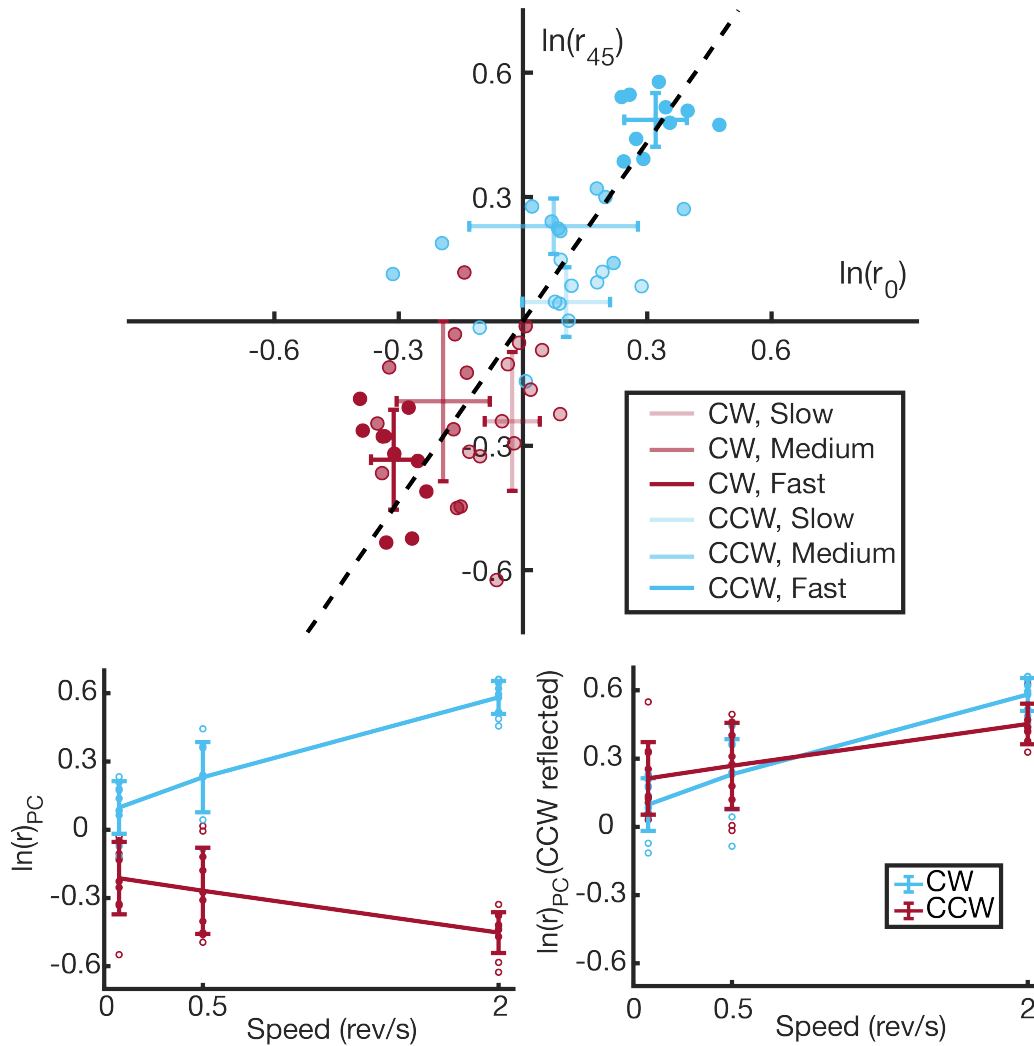 ln(r45)
0.6
0.3
ln(r0)
-0.6
-0.3
0.3
0.6
-0.3
-0.6
CW, Slow
CW, Medium
CW, Fast
CCW, Slow
CCW, Medium
CCW, Fast
ln(r)PC
0.6
0.3
0
-0.3
-0.6
0
0.5
2
Speed (rev/s)
ln(r)PC(CCW reflected)
0.6
0.3
0
-0.3
-0.6
CW
CCW
0
0.5
2
Speed (rev/s)